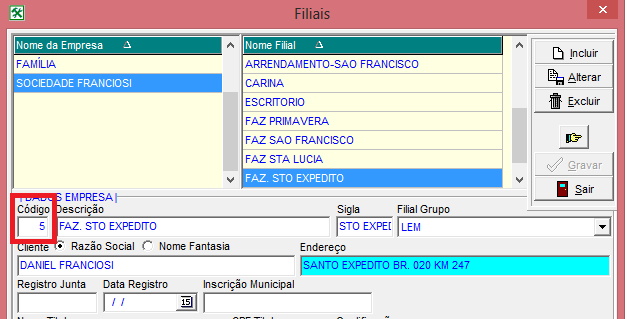 Filiais
Nome da Empresa
FAMÍLIA
SOCIEDADE FRANCIOSI
Nome Filial
ARRENDAMENTO-SAO FRANCISCO
CARINA
ESCRITORIO
FAZ PRIMAVERA
FAZ SAO FRANCISCO
FAZ STA LUCIA
FAZ. STO EXPEDITO
Incluir
Alterar
Excluir
Gravar
Sair
| DADOS EMPRESA |
Código Descrição Sigla Filial Grupo
5 FAZ. STO EXPEDITO STO EXPED LEM
Cliente Razão Social Nome Fantasia Endereço
DANIEL FRANCIOSI SANTO EXPEDITO BR. 020 KM 247
Registro Junta Data Registro Inscrição Municipal
/ / 15